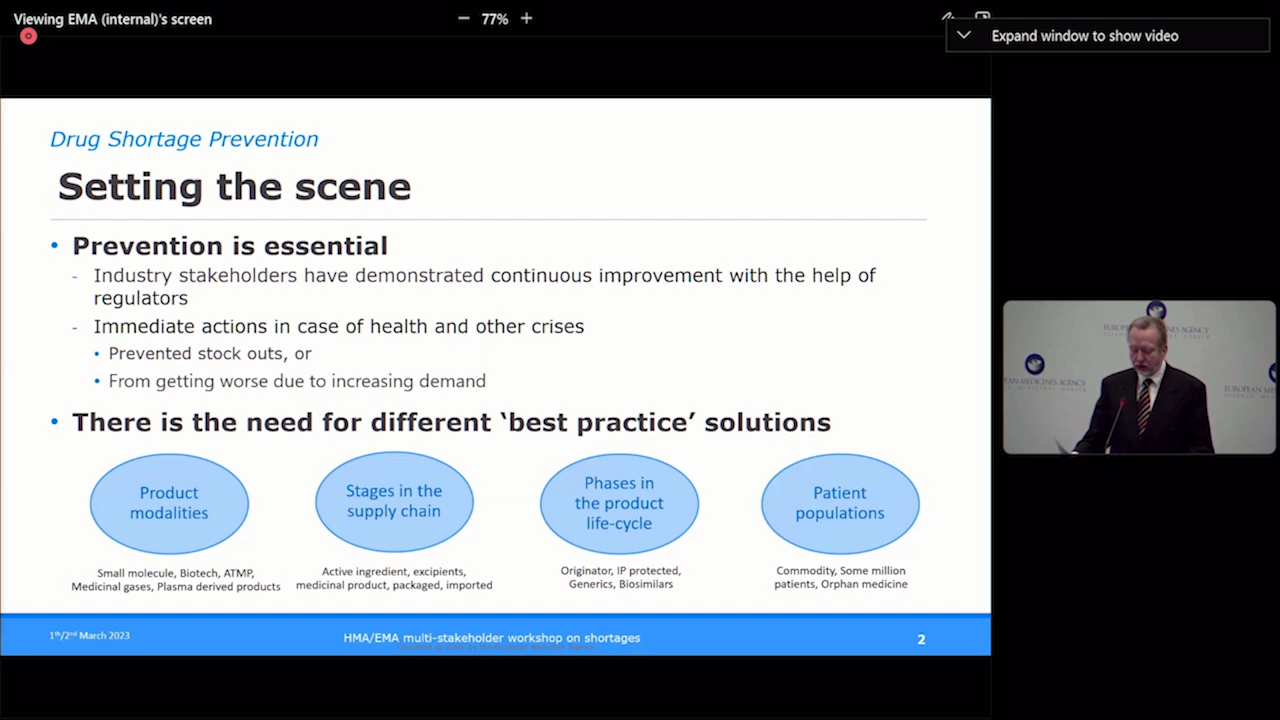 Viewing EMA (internal)'s screen
77%
Expand window to show video
Drug Shortage Prevention
Setting the scene
• Prevention is essential
- Industry stakeholders have demonstrated continuous improvement with the help of
regulators
- Immediate actions in case of health and other crises
• Prevented stock outs, or
• From getting worse due to increasing demand
• There is the need for different ‘best practice’ solutions
Product
modalities
Stages in the
supply chain
Phases in
the product
life-cycle
Patient
populations
Small molecule, Biotech, ATMP,
Medicinal gases, Plasma derived products
Active ingredient, excipients,
medicinal product, packaged, imported
Originator, IP protected,
Generics, Biosimilars
Commodity, Some million
patients, Orphan medicine
1th/2nd March 2023
HMA/EMA multi-stakeholder workshop on shortages
2
EUROPEAN MEDICINES AGENCY